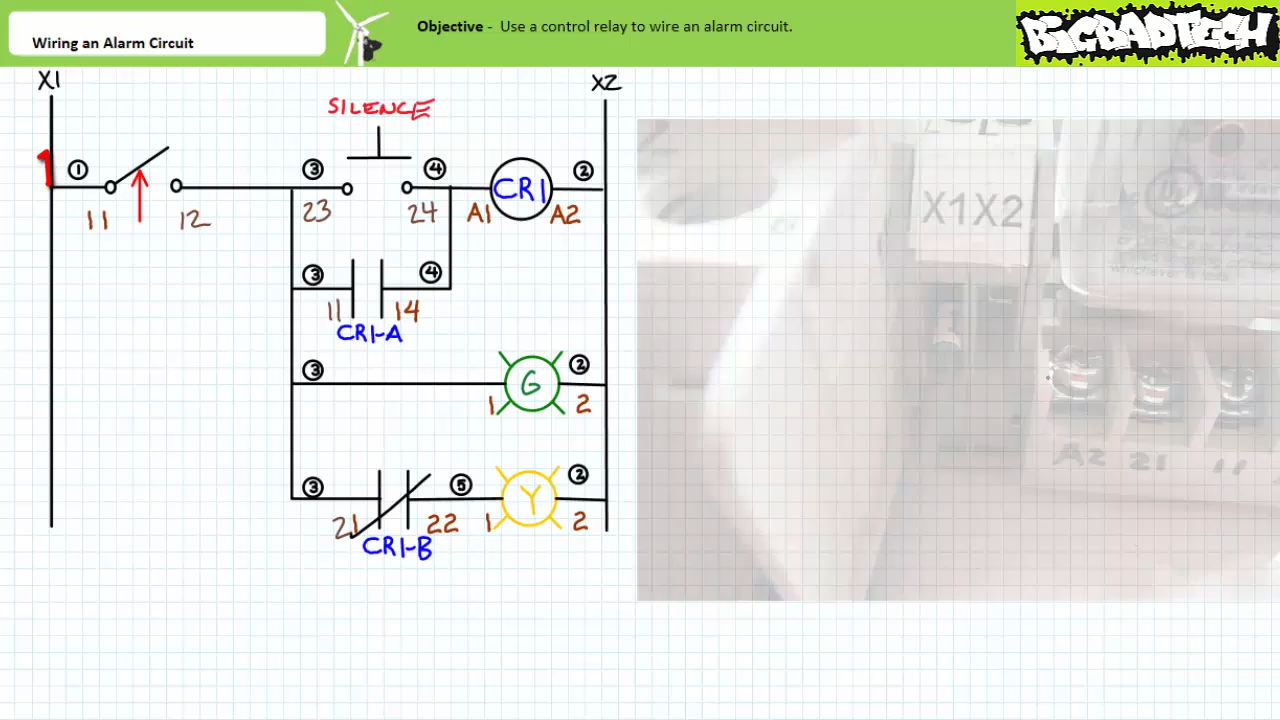 Wiring an Alarm Circuit
Objective - Use a control relay to wire an alarm circuit.
BIGBADTECH
X1
X2
SILENCE
1 ① ③ ④ CR1 ②
11 12 23 24 A1 A2
③ ④
11 14
CR1-A
③ G ②
1 2
③ ⑤ Y ②
21 22 1 2
CR1-B
X1X2
A2 21 11